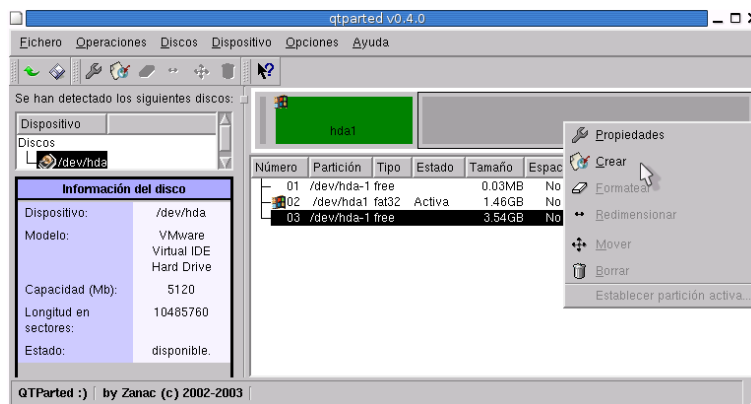 qtparted v0.4.0
Fichero Operaciones Discos Dispositivo Opciones Ayuda
Se han detectado los siguientes discos:
Dispositivo
Discos
/dev/hda
Información del disco
Dispositivo: /dev/hda
Modelo: VMware
Virtual IDE
Hard Drive
Capacidad (Mb): 5120
Longitud en 10485760
sectores:
Estado: disponible.
hda1
Número Partición Tipo Estado Tamaño Espac
01 /dev/hda-1 free 0.03MB No
02 /dev/hda1 fat32 Activa 1.46GB No
03 /dev/hda-1 free 3.54GB No
Propiedades
Crear
Formatear
Redimensionar
Mover
Borrar
Establecer partición activa...
QTParted :) by Zanac (c) 2002-2003